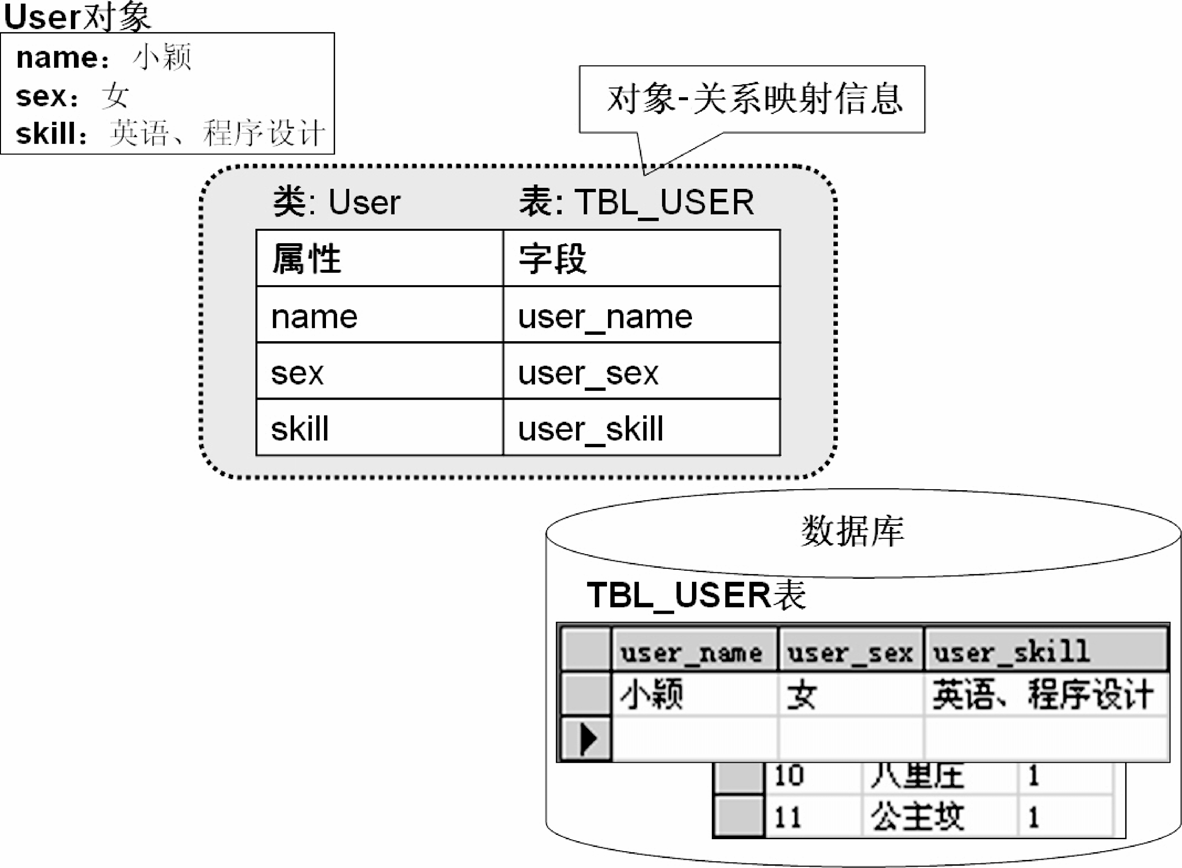 User对象
name：小颖
sex：女
skill：英语、程序设计
对象-关系映射信息
类: User 表: TBL_USER
属性 字段
name user_name
sex user_sex
skill user_skill
数据库
TBL_USER表
user_name user_sex user_skill
小颖 女 英语、程序设计
10 八里庄 1
11 公主坟 1